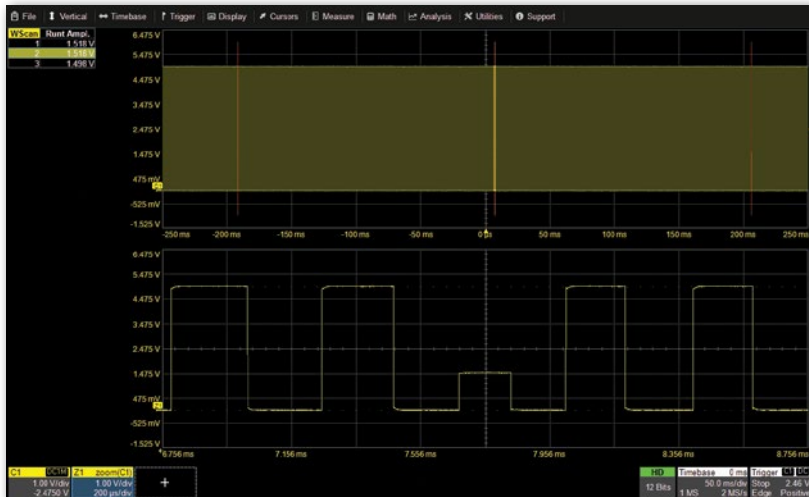 File Vertical Timebase Trigger Display Cursors Measure Math Analysis Utilities Support
WScan Runt Ampl.
1 1.518 V
2 1.518 V
3 1.498 V
6.475 V
5.475 V
4.475 V
3.475 V
2.475 V
1.475 V
475 mV
-525 mV
-1.525 V
-250 ms -200 ms -150 ms -100 ms -50 ms 50 ms 100 ms 150 ms 200 ms 250 ms
6.475 V
5.475 V
4.475 V
3.475 V
2.475 V
1.475 V
-525 mV
-1.525 V
6.756 ms 7.156 ms 7.556 ms 7.956 ms 8.356 ms 8.756 ms
C1 DC1M Z1 zoom(C1) HD Timebase 0 ms Trigger C1 DC
1.00 V/div 1.00 V/div + 12 Bits 50.0 ms/div Stop 2.46 V
-2.4750 V 200 µs/div 1 MS 2 MS/s Edge Positive